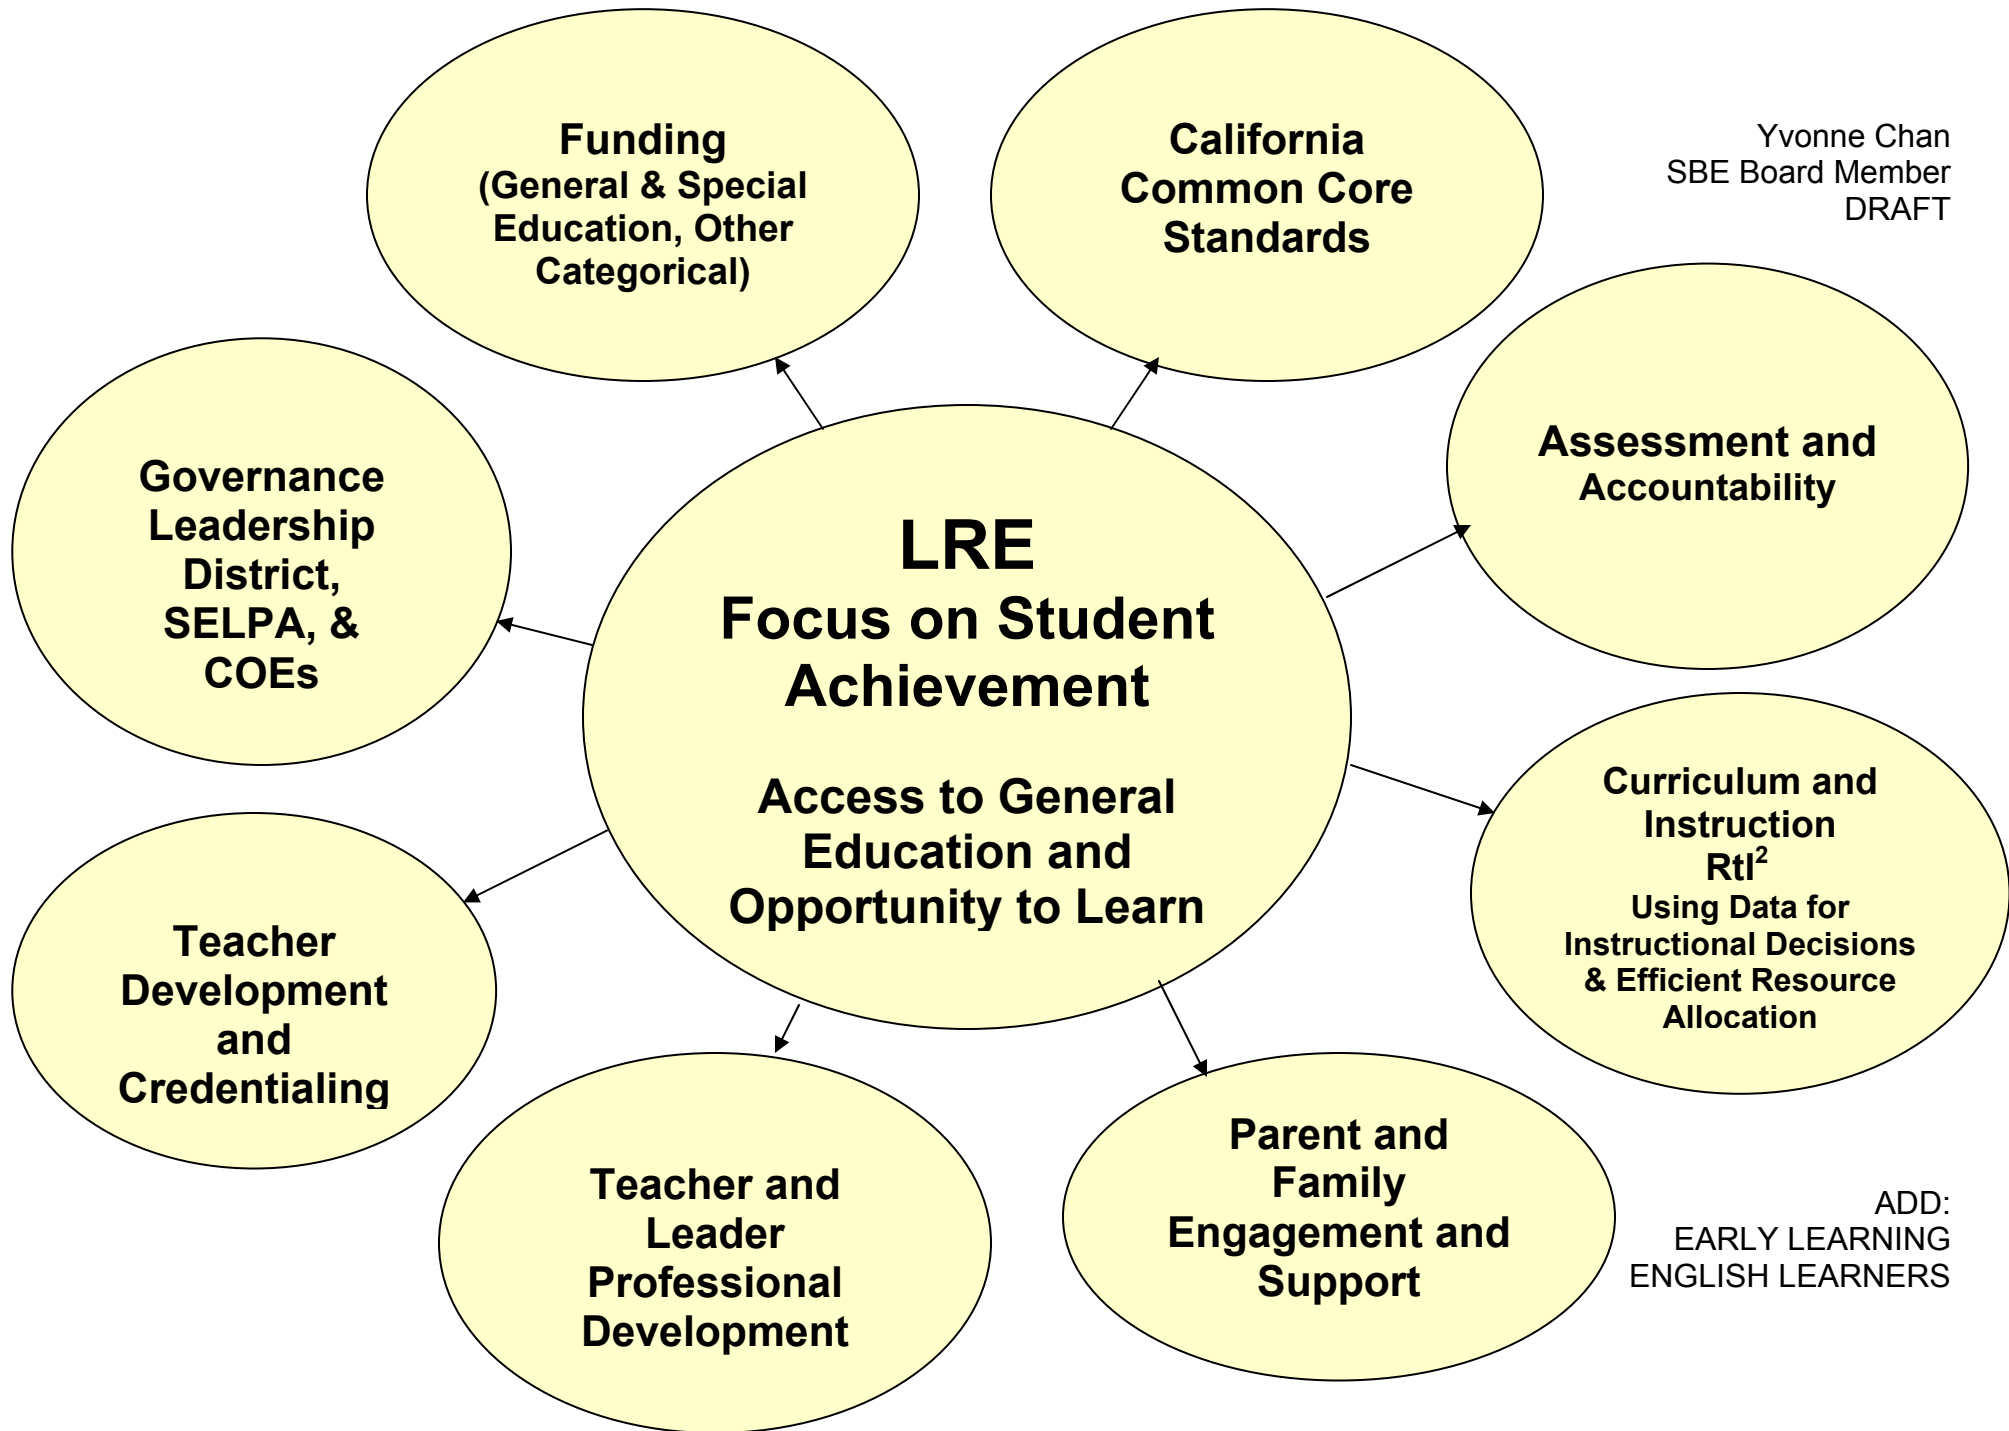 Funding
(General & Special
Education, Other
Categorical)
California
Common Core
Standards
Yvonne Chan
SBE Board Member
DRAFT
Assessment and
Accountability
Governance
Leadership
District,
SELPA, &
COEs
LRE
Focus on Student
Achievement
Access to General
Education and
Opportunity to Learn
Curriculum and
Instruction
RtI²
Using Data for
Instructional Decisions
& Efficient Resource
Allocation
Teacher
Development
and
Credentialing
Teacher and
Leader
Professional
Development
Parent and
Family
Engagement and
Support
ADD:
EARLY LEARNING
ENGLISH LEARNERS